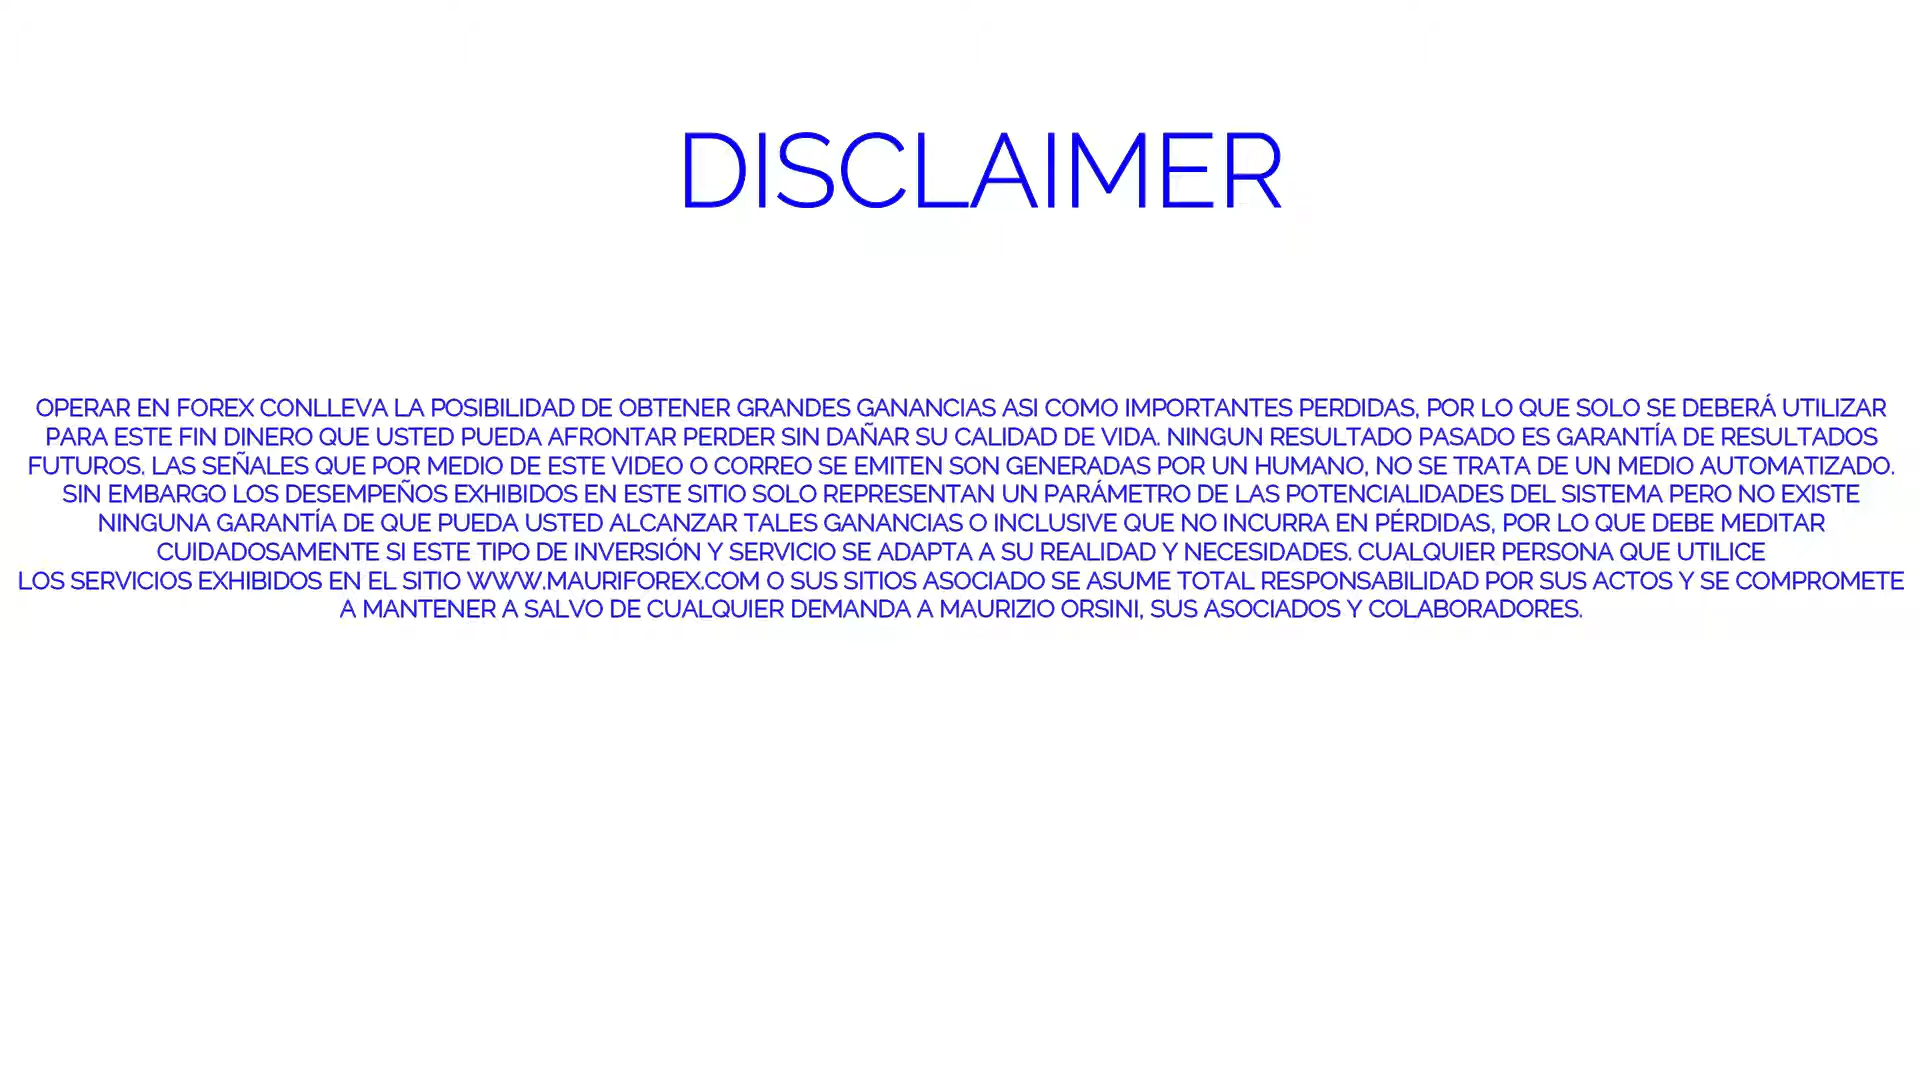 DISCLAIMER
OPERAR EN FOREX CONLLEVA LA POSIBILIDAD DE OBTENER GRANDES GANANCIAS ASI COMO IMPORTANTES PERDIDAS, POR LO QUE SOLO SE DEBERÁ UTILIZAR
PARA ESTE FIN DINERO QUE USTED PUEDA AFRONTAR PERDER SIN DAÑAR SU CALIDAD DE VIDA. NINGUN RESULTADO PASADO ES GARANTÍA DE RESULTADOS
FUTUROS. LAS SEÑALES QUE POR MEDIO DE ESTE VIDEO O CORREO SE EMITEN SON GENERADAS POR UN HUMANO, NO SE TRATA DE UN MEDIO AUTOMATIZADO.
SIN EMBARGO LOS DESEMPEÑOS EXHIBIDOS EN ESTE SITIO SOLO REPRESENTAN UN PARÁMETRO DE LAS POTENCIALIDADES DEL SISTEMA PERO NO EXISTE
NINGUNA GARANTÍA DE QUE PUEDA USTED ALCANZAR TALES GANANCIAS O INCLUSIVE QUE NO INCURRA EN PÉRDIDAS, POR LO QUE DEBE MEDITAR
CUIDADOSAMENTE SI ESTE TIPO DE INVERSIÓN Y SERVICIO SE ADAPTA A SU REALIDAD Y NECESIDADES. CUALQUIER PERSONA QUE UTILICE
LOS SERVICIOS EXHIBIDOS EN EL SITIO WWW.MAURIFOREX.COM O SUS SITIOS ASOCIADO SE ASUME TOTAL RESPONSABILIDAD POR SUS ACTOS Y SE COMPROMETE
A MANTENER A SALVO DE CUALQUIER DEMANDA A MAURIZIO ORSINI, SUS ASOCIADOS Y COLABORADORES.